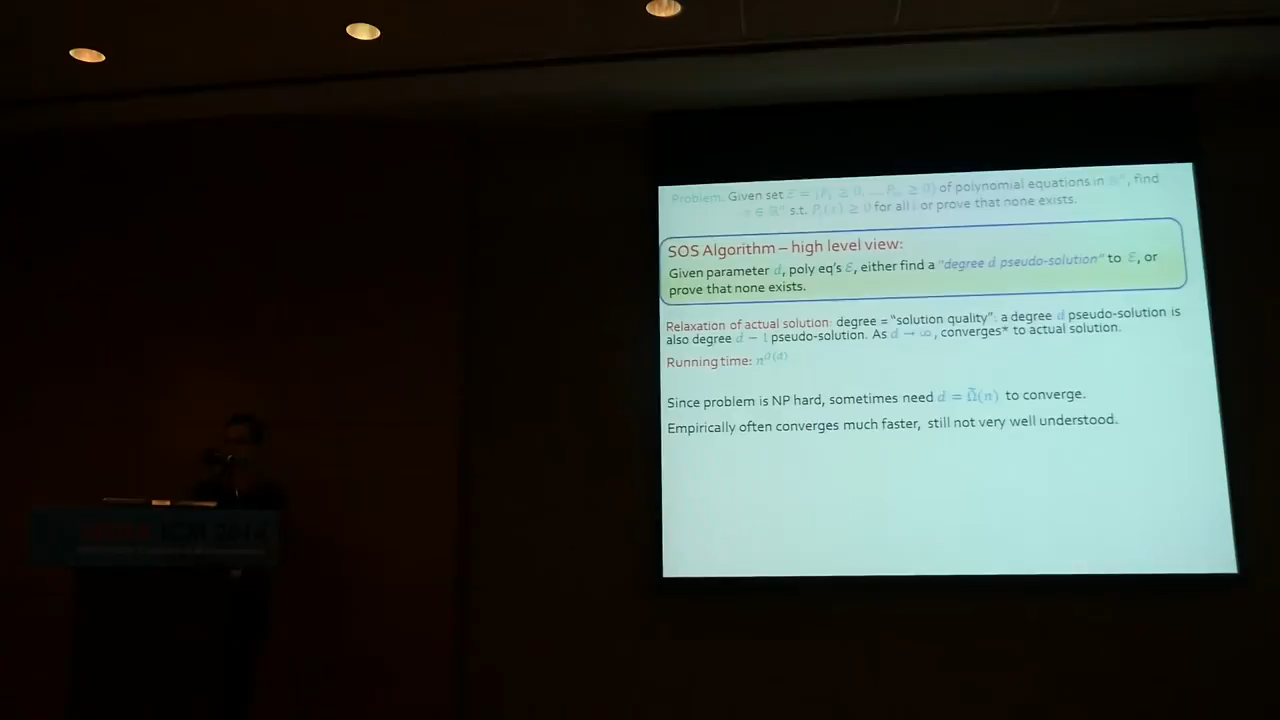 Problem: Given set ℰ = {P₁ ≥ 0, … Pₘ ≥ 0} of polynomial equations in ℝⁿ, find
x ∈ ℝⁿ s.t. Pᵢ(x) ≥ 0 for all i or prove that none exists.
SOS Algorithm – high level view:
Given parameter d, poly eq's ℰ, either find a "degree d pseudo-solution" to ℰ, or
prove that none exists.
Relaxation of actual solution: degree = "solution quality": a degree d pseudo-solution is
also degree d − 1 pseudo-solution. As d → ∞, converges* to actual solution.
Running time: n^O(d)
Since problem is NP hard, sometimes need d = Ω̃(n) to converge.
Empirically often converges much faster, still not very well understood.
ICM 2014